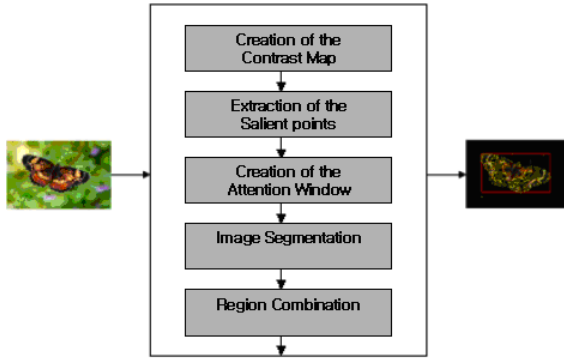 Creation of the
Contrast Map
Extraction of the
Salient points
Creation of the
Attention Window
Image Segmentation
Region Combination